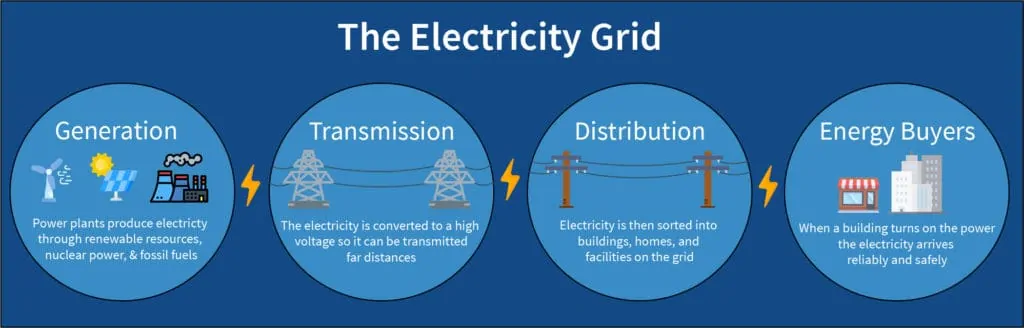 The Electricity Grid
Generation
Power plants produce electricty
through renewable resources,
nuclear power, & fossil fuels
Transmission
The electricity is converted to a high
voltage so it can be transmitted
far distances
Distribution
Electricity is then sorted into
buildings, homes, and
facilities on the grid
Energy Buyers
When a building turns on the power
the electricity arrives
reliably and safely